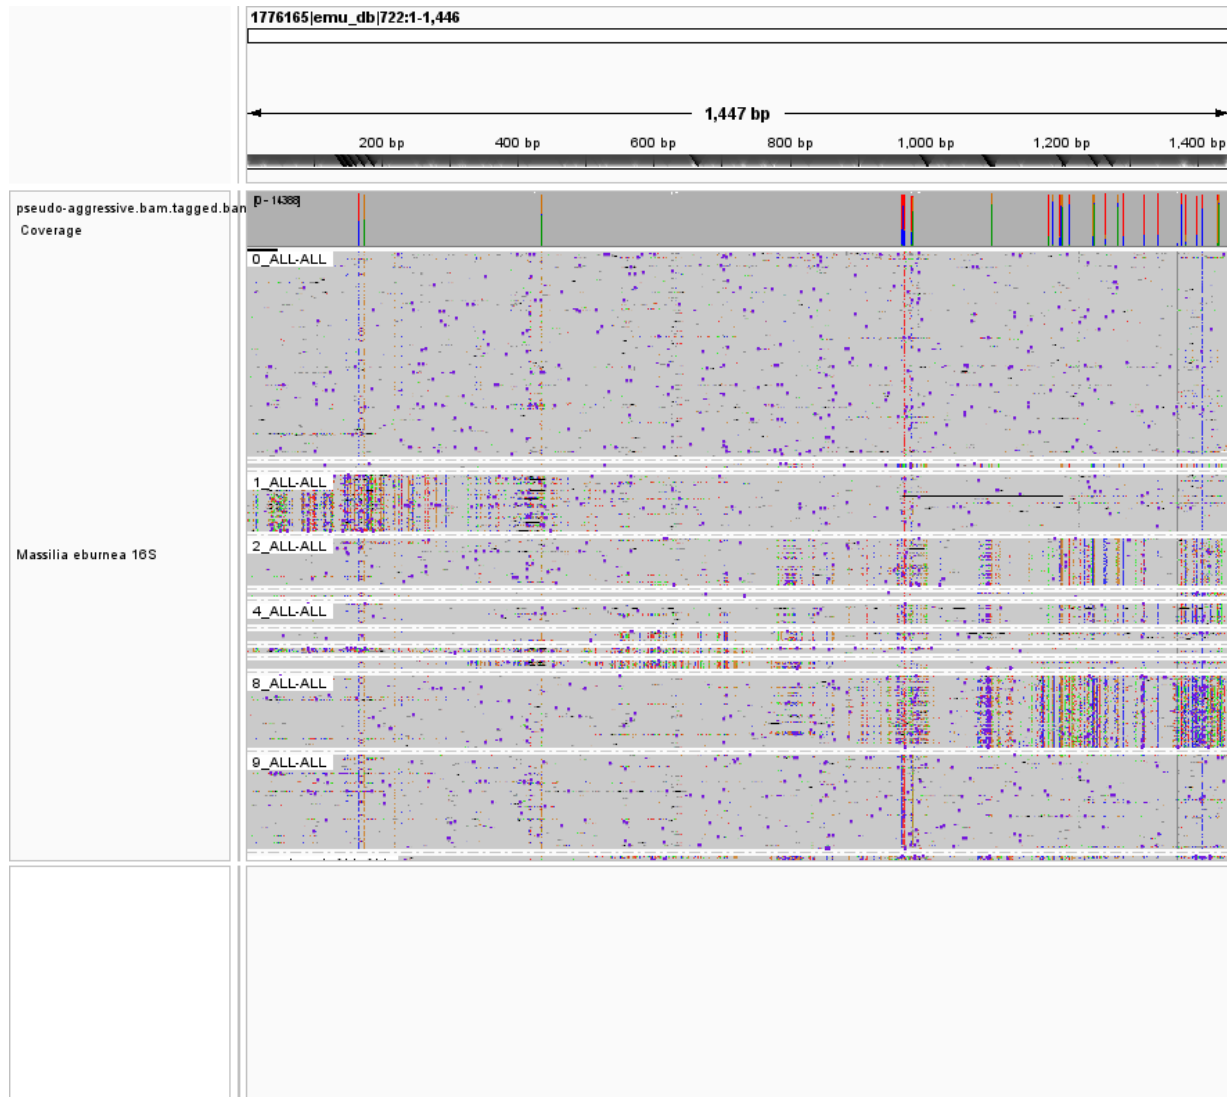 1776165|emu_db|722:1-1,446
1,447 bp
200 bp 400 bp 600 bp 800 bp 1,000 bp 1,200 bp 1,400 bp
pseudo-aggressive.bam.tagged.ban
Coverage
[0 - 14388]
0_ALL-ALL
1_ALL-ALL
2_ALL-ALL
Massilia eburnea 16S
4_ALL-ALL
8_ALL-ALL
9_ALL-ALL